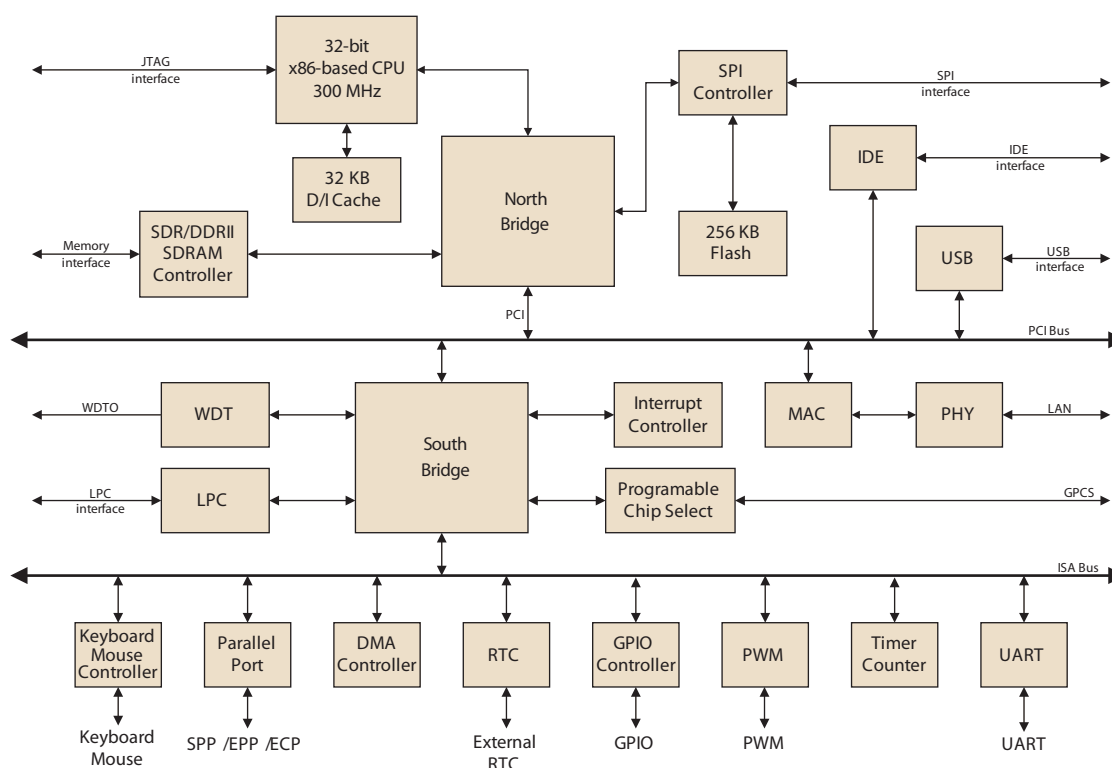 32-bit
x86-based CPU
300 MHz
JTAG
interface
SPI
Controller
SPI
interface
IDE
IDE
interface
32 KB
D/I Cache
North
Bridge
SDR/DDRII
SDRAM
Controller
Memory
interface
256 KB
Flash
USB
USB
interface
PCI
PCI Bus
WDTO
WDT
South
Bridge
Interrupt
Controller
MAC
PHY
LAN
LPC
interface
LPC
Programable
Chip Select
GPCS
ISA Bus
Keyboard
Mouse
Controller
Parallel
Port
DMA
Controller
RTC
GPIO
Controller
PWM
Timer
Counter
UART
Keyboard
Mouse
SPP /EPP /ECP
External
RTC
GPIO
PWM
UART